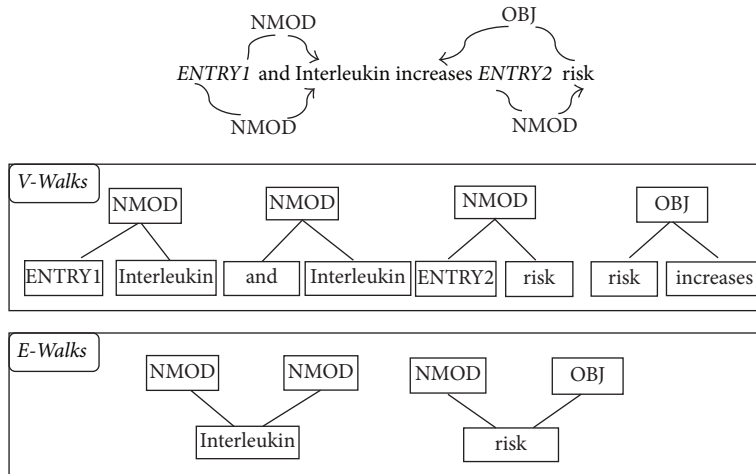 NMOD OBJ
ENTRY1 and Interleukin increases ENTRY2 risk
NMOD NMOD
V-Walks
NMOD NMOD NMOD OBJ
ENTRY1 Interleukin and Interleukin ENTRY2 risk risk increases
E-Walks
NMOD NMOD NMOD OBJ
Interleukin risk